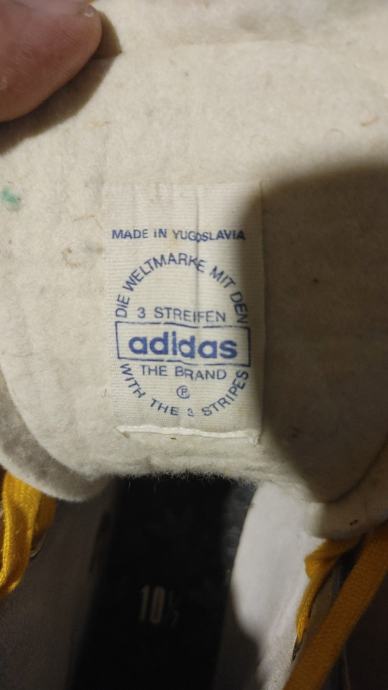 MADE IN YUGOSLAVIA
DIE WELTMARKE MIT DEN
3 STREIFEN
adidas
THE BRAND
®
WITH THE 3 STRIPES
10½